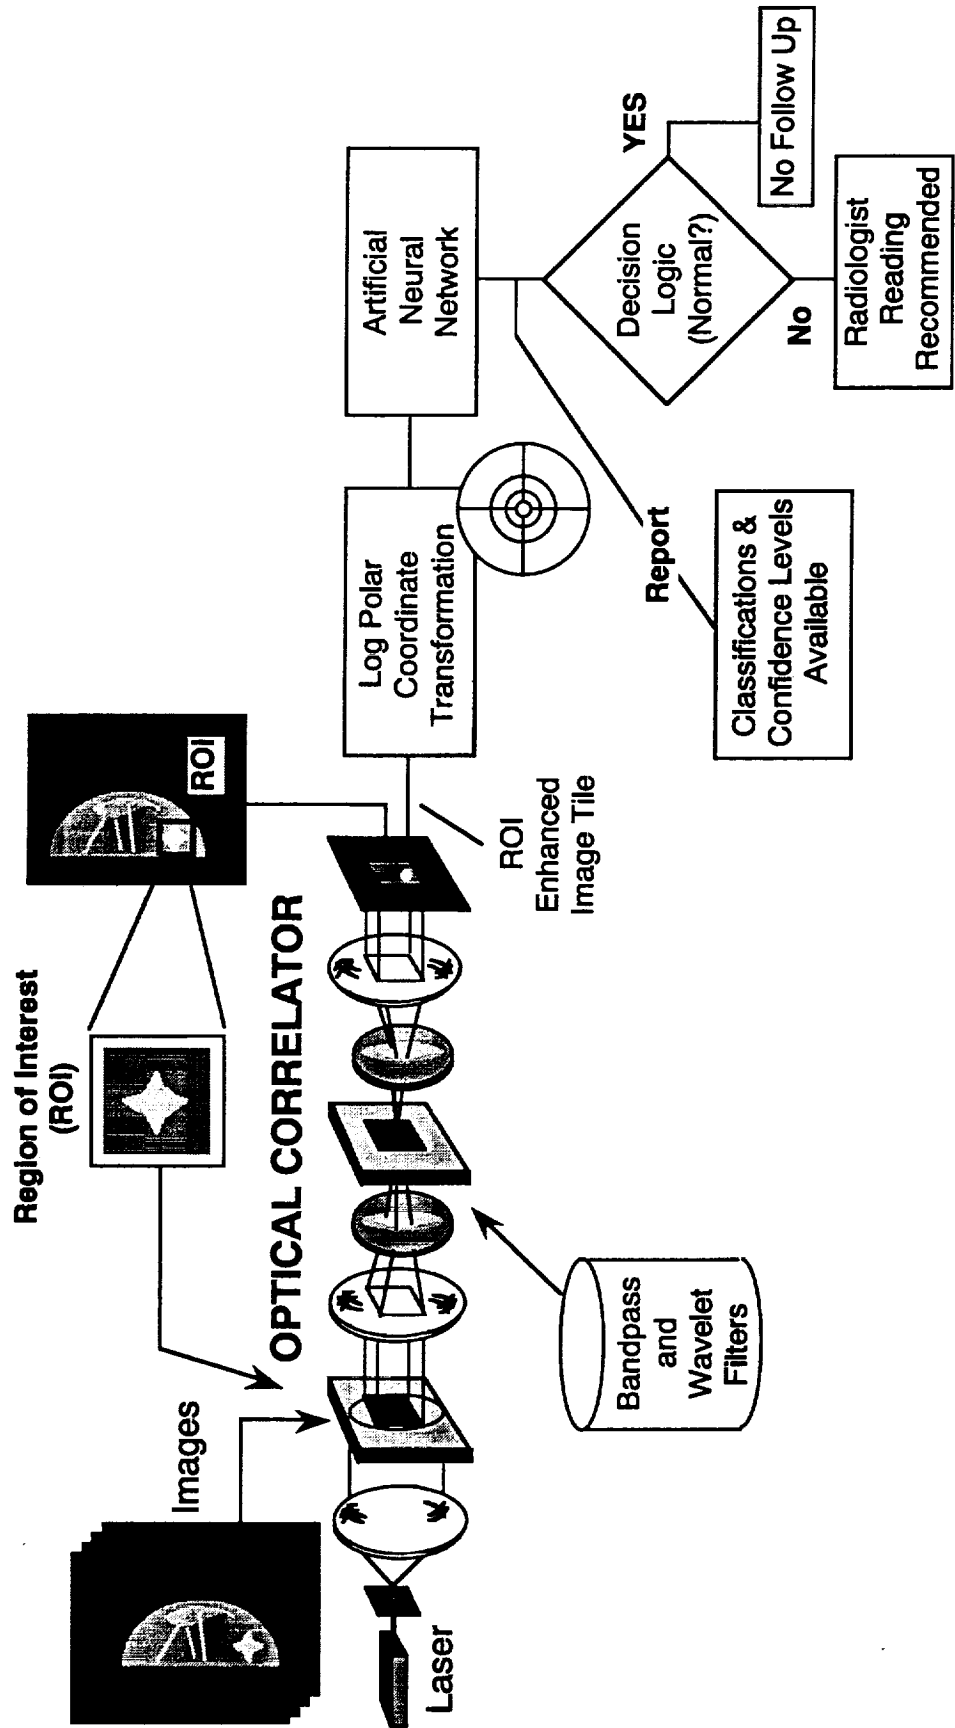 Region of Interest
(ROI)
ROI
Images
OPTICAL CORRELATOR
Laser
Bandpass
and
Wavelet
Filters
ROI
Enhanced
Image Tile
Log Polar
Coordinate
Transformation
Artificial
Neural
Network
Report
Classifications &
Confidence Levels
Available
Decision
Logic
(Normal?)
YES
No Follow Up
No
Radiologist
Reading
Recommended